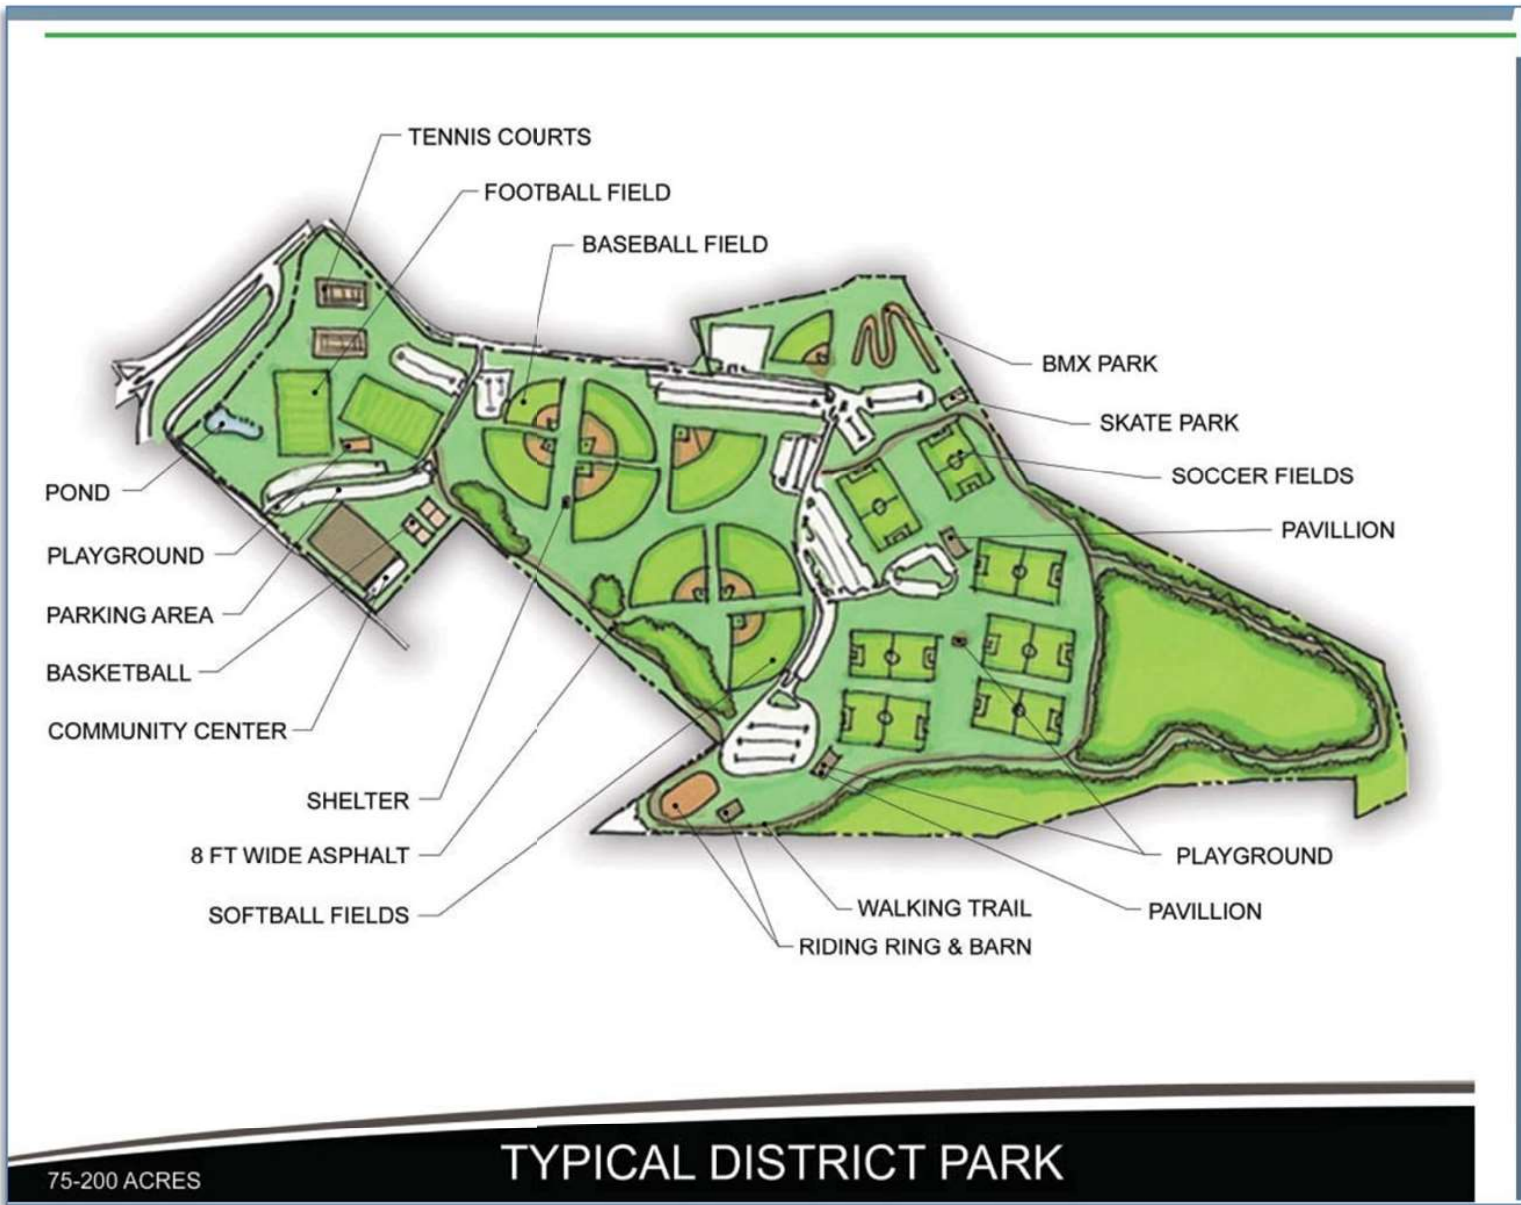 TENNIS COURTS
FOOTBALL FIELD
BASEBALL FIELD
BMX PARK
SKATE PARK
SOCCER FIELDS
PAVILLION
POND
PLAYGROUND
PARKING AREA
BASKETBALL
COMMUNITY CENTER
SHELTER
8 FT WIDE ASPHALT
SOFTBALL FIELDS
PLAYGROUND
WALKING TRAIL
PAVILLION
RIDING RING & BARN
TYPICAL DISTRICT PARK
75-200 ACRES